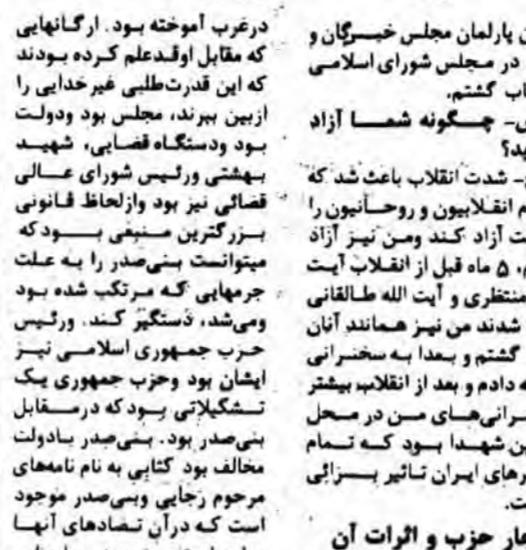 ن پارلمان مجلس خبرگان و
در مجلس شورای اسلامی
اب گشتم.
س- چگونه شما آزاد
ید؟
- شدت انقلاب باعث شد که
م انقلابیون و روحانیون را
ت آزاد کند ومن نیز آزاد
، ۵ ماه قبل از انقلاب آیت
منتظری و آیت الله طالقانی
شدند من نیز همانند آنان
گشتم و بعدا به سخنرانی
ه دادم و بعد از انقلاب بیشتر
رانی‌های من در محل
ن شهدا بود که تمام
رهای ایران تاثیر بسزائی
ت.
جار حزب و اثرات آن
درغرب آموخته بود. ارگانهایی
که مقابل اوقدعلم کرده بودند
که این قدرت‌طلبی غیرخدایی را
ازبین ببرند، مجلس بود ودولت
بود ودستگاه قضایی، شهید
بهشتی ورئیس شورای عالی
قضائی نیز بود وازلحاظ قانونی
بزرگترین منبعی بود که
میتوانست بنی‌صدر را به علت
جرمهایی که مرتکب شده بود
ومی‌شد، دستگیر کند. ورئیس
حزب جمهوری اسلامی نیز
ایشان بود وحزب جمهوری یک
تشکیلاتی بود که درمقابل
بنی‌صدر بود. بنی‌صدر بادولت
مخالف بود کتابی به نام نامه‌های
مرحوم رجایی وبنی‌صدر موجود
است که درآن تضادهای آنها